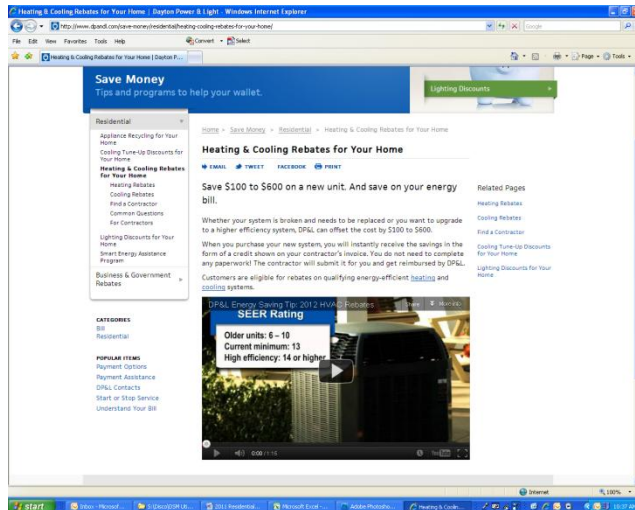 Heating & Cooling Rebates for Your Home | Dayton Power & Light - Windows Internet Explorer
http://www.dpandl.com/save-money/residential/heating-cooling-rebates-for-your-home/
Google
File Edit View Favorites Tools Help
Convert Select
Heating & Cooling Rebates for Your Home | Dayton P...
Page Tools
Save Money
Tips and programs to help your wallet.
Lighting Discounts
Residential
Appliance Recycling for Your
Home
Cooling Tune-Up Discounts for
Your Home
Heating & Cooling Rebates
for Your Home
Heating Rebates
Cooling Rebates
Find a Contractor
Common Questions
For Contractors
Lighting Discounts for Your
Home
Smart Energy Assistance
Program
Business & Government
Rebates
CATEGORIES
Bill
Residential
POPULAR ITEMS
Payment Options
Payment Assistance
DP&L Contacts
Start or Stop Service
Understand Your Bill
Home » Save Money » Residential » Heating & Cooling Rebates for Your Home
Heating & Cooling Rebates for Your Home
EMAIL TWEET FACEBOOK PRINT
Save $100 to $600 on a new unit. And save on your energy
bill.
Whether your system is broken and needs to be replaced or you want to upgrade
to a higher efficiency system, DP&L can offset the cost by $100 to $600.
When you purchase your new system, you will instantly receive the savings in the
form of a credit shown on your contractor's invoice. You do not need to complete
any paperwork! The contractor will submit it for you and get reimbursed by DP&L.
Customers are eligible for rebates on qualifying energy-efficient heating and
cooling systems.
DP&L Energy Saving Tip: 2012 HVAC Rebates
Share
SEER Rating
Older units: 6 – 10
Current minimum: 13
High efficiency: 14 or higher
0:00 / 1:15
YouTube
Related Pages
Heating Rebates
Cooling Rebates
Find a Contractor
Cooling Tune-Up Discounts
for Your Home
Lighting Discounts for Your
Home
Internet
100%
start
Inbox - Microsof...
2011 Residential...
Microsoft Excel - ...
Adobe Photosho...
Heating & Coolin...
10:37 AM